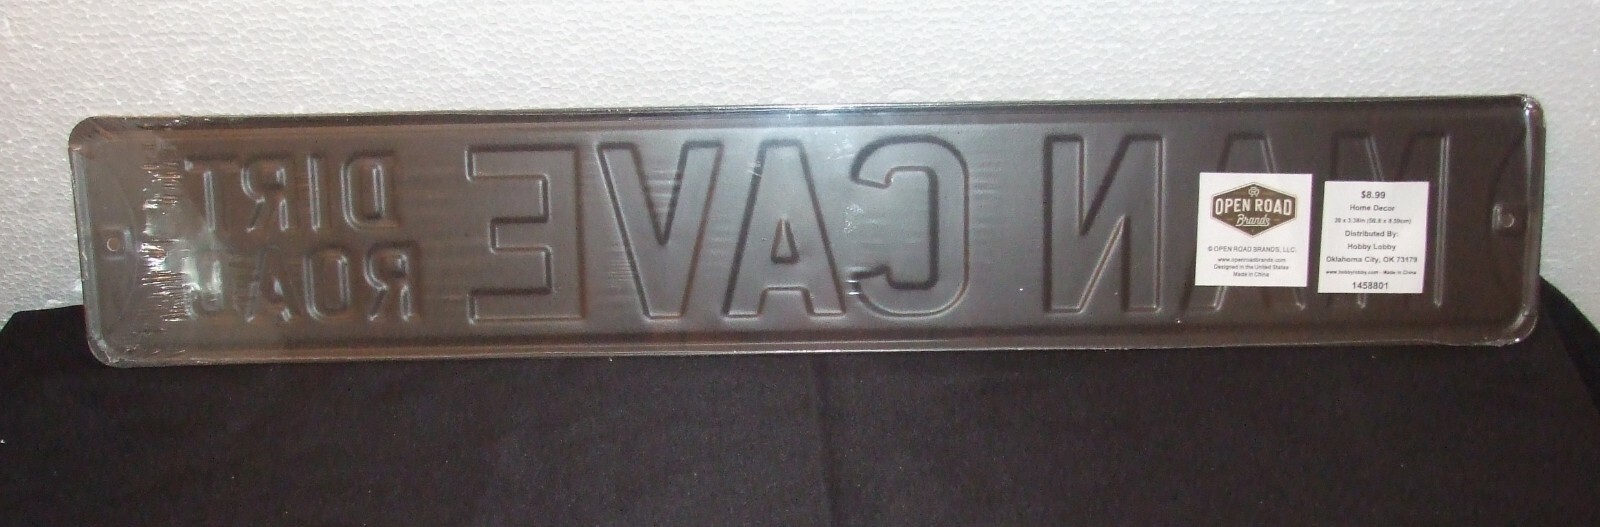 MAN CAVE
DIRT
ROAD
OPEN ROAD
Brands
© OPEN ROAD BRANDS, LLC.
www.openroadbrands.com
Designed in the United States
Made in China
$8.99
Home Decor
Distributed By:
Hobby Lobby
Oklahoma City, OK 73179
www.hobbylobby.com - Made in China
1458801